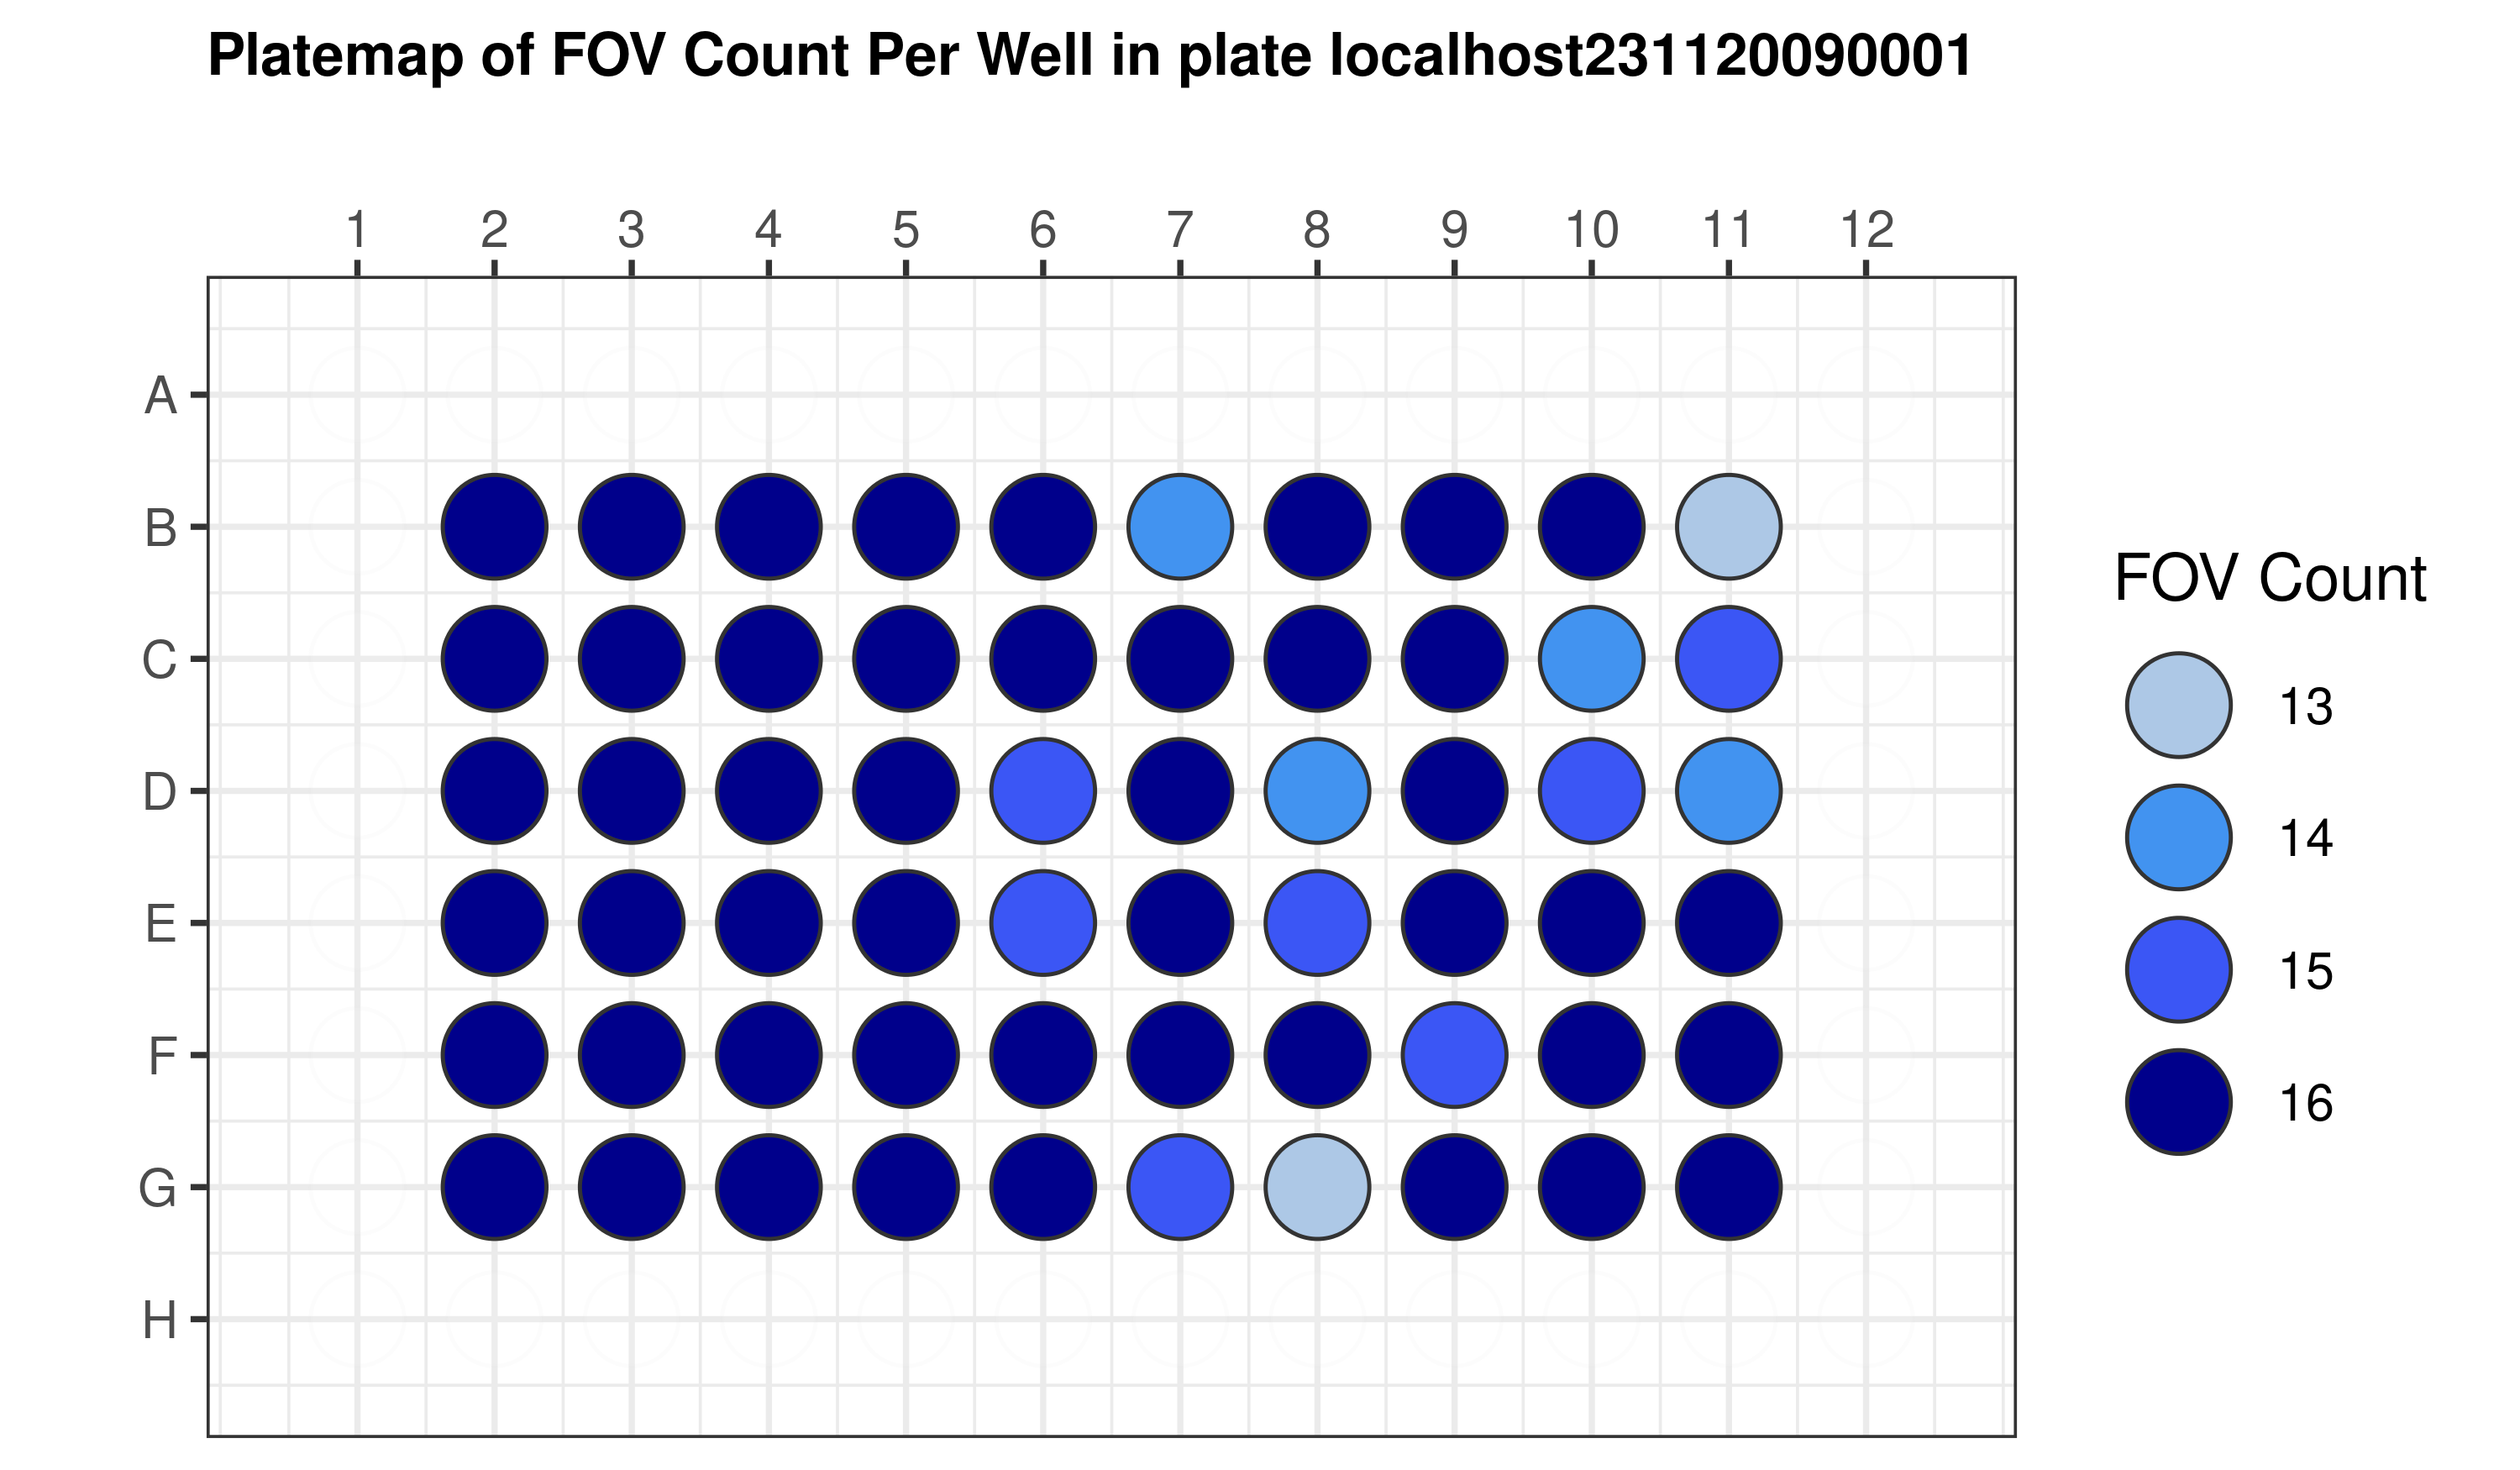 Platemap of FOV Count Per Well in plate localhost231120090001
1 2 3 4 5 6 7 8 9 10 11 12
A
B
C
D
E
F
G
H
FOV Count
13
14
15
16